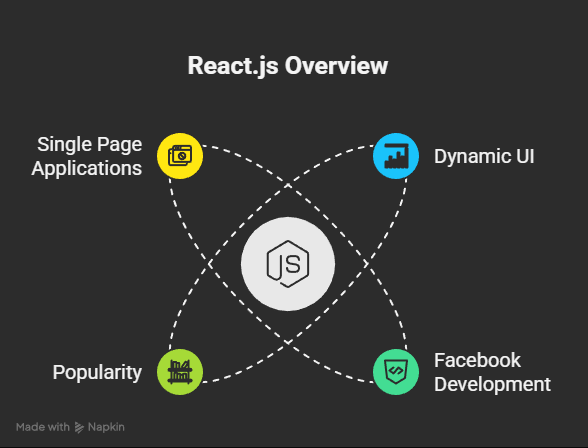 React.js Overview
Single Page
Applications
Dynamic UI
JS
Popularity
Facebook
Development
Made with Napkin